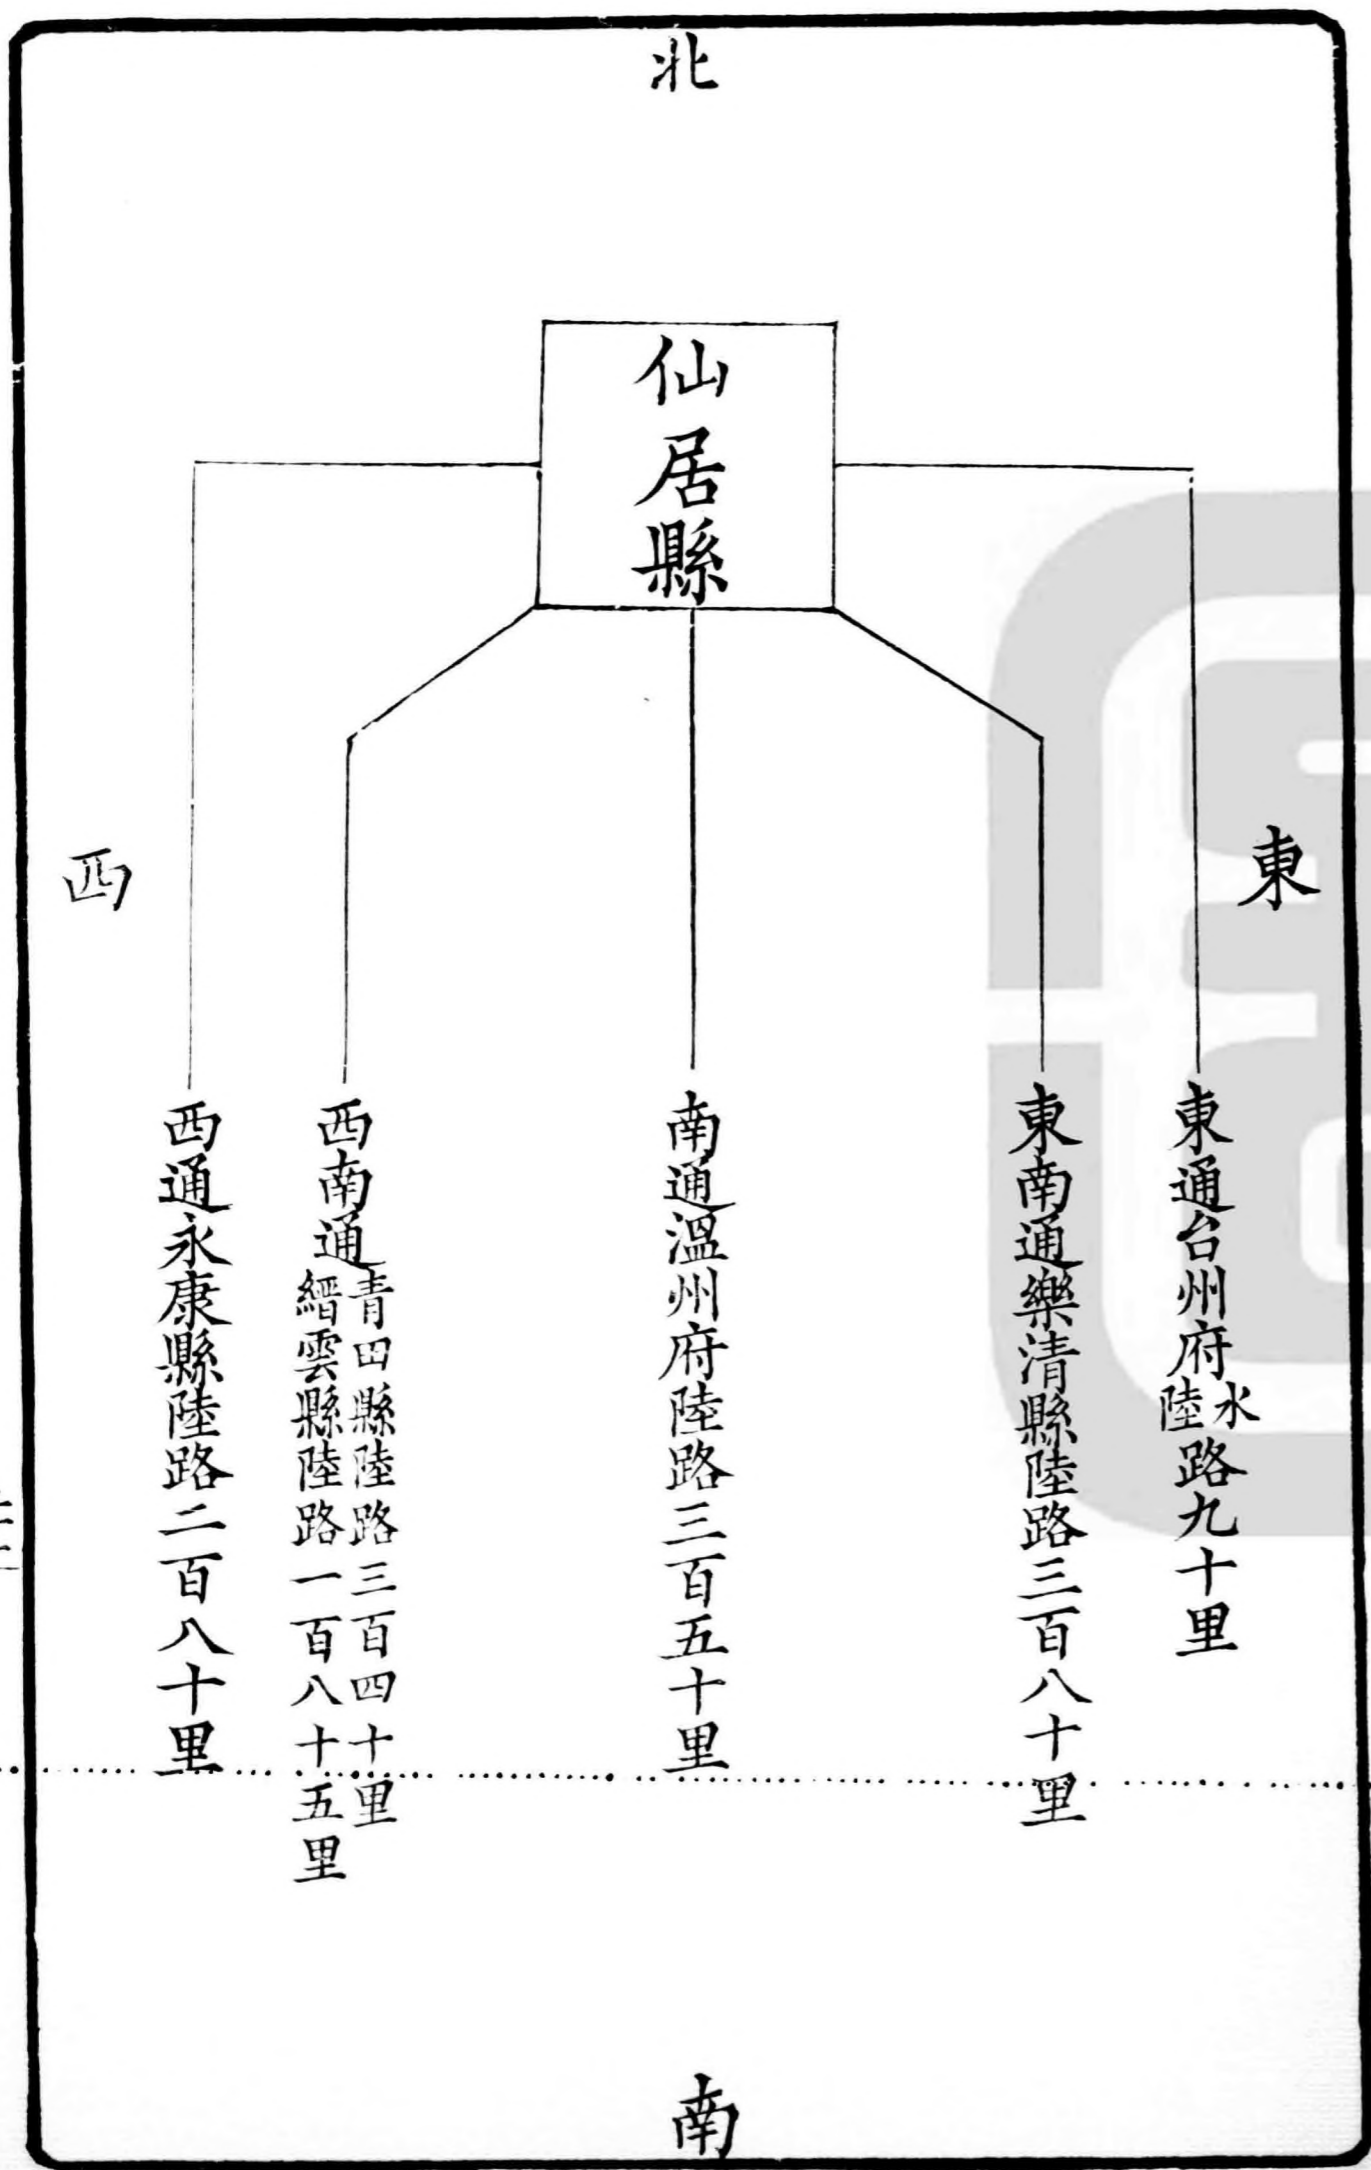 北
仙居縣
東
西
東通台州府水陸路九十里
東南通樂清縣陸路三百八十里
南通溫州府陸路三百五十里
西南通青田縣陸路三百四十里
縉雲縣陸路一百八十五里
西通永康縣陸路二百八十里
南